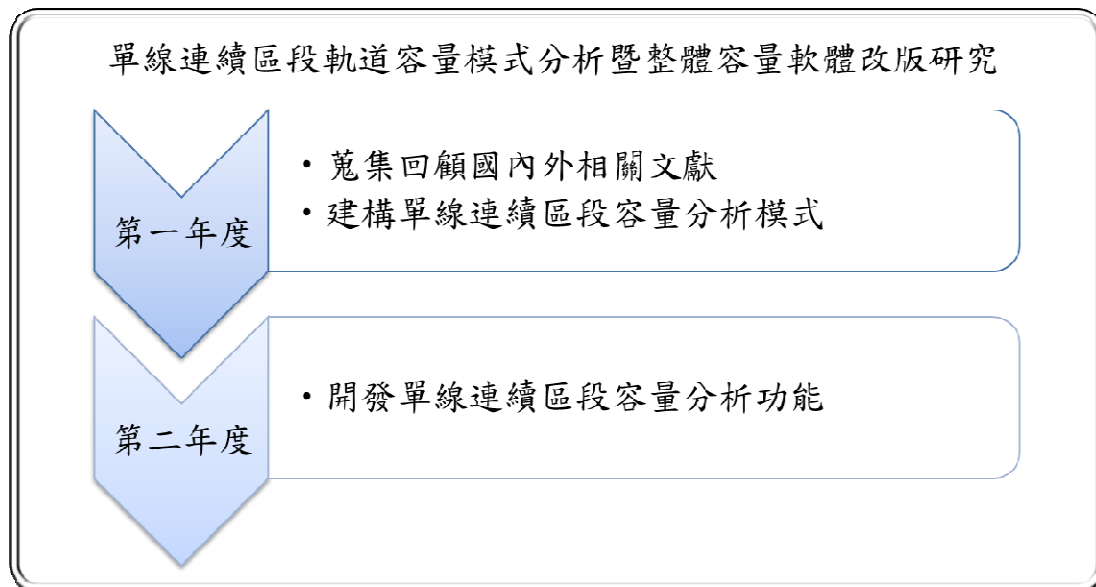 單線連續區段軌道容量模式分析暨整體容量軟體改版研究
第一年度
・蒐集回顧國內外相關文獻
・建構單線連續區段容量分析模式
第二年度
・開發單線連續區段容量分析功能